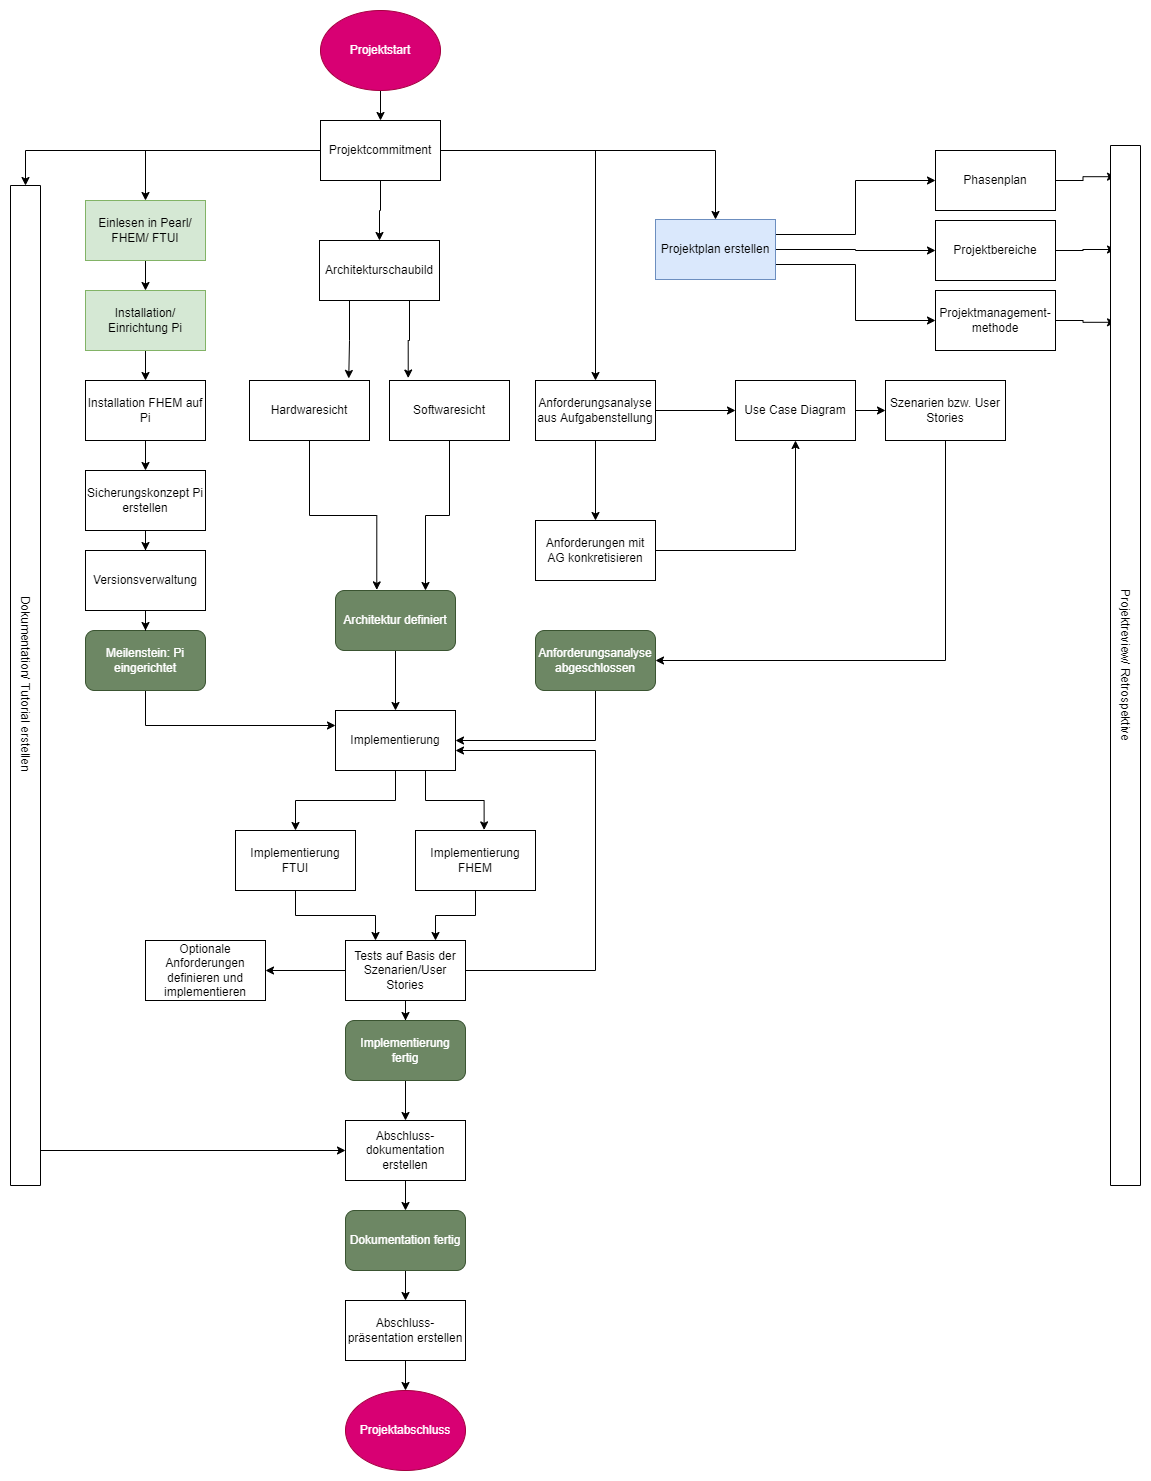 Projektstart
Projektcommitment
Phasenplan
Einlesen in Pearl/
FHEM/ FTUI
Projektplan erstellen
Projektbereiche
Architekturschaubild
Installation/
Einrichtung Pi
Projektmanagement-
methode
Installation FHEM auf
Pi
Hardwaresicht
Softwaresicht
Anforderungsanalyse
aus Aufgabenstellung
Use Case Diagram
Szenarien bzw. User
Stories
Sicherungskonzept Pi
erstellen
Anforderungen mit
AG konkretisieren
Versionsverwaltung
Dokumentation/ Tutorial erstellen
Projektreview/ Retrospektive
Architektur definiert
Meilenstein: Pi
eingerichtet
Anforderungsanalyse
abgeschlossen
Implementierung
Implementierung
FTUI
Implementierung
FHEM
Optionale
Anforderungen
definieren und
implementieren
Tests auf Basis der
Szenarien/User
Stories
Implementierung
fertig
Abschluss-
dokumentation
erstellen
Dokumentation fertig
Abschluss-
präsentation erstellen
Projektabschluss